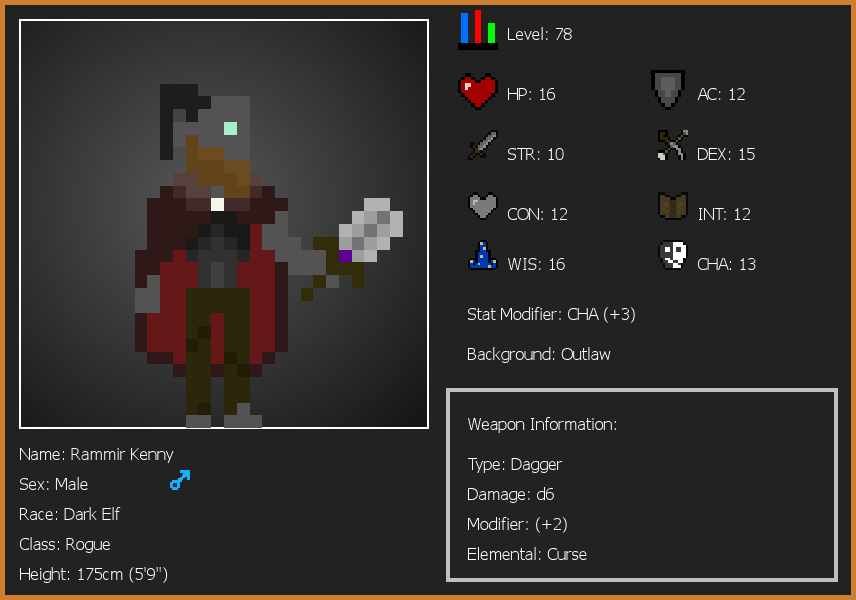 Level: 78
HP: 16
AC: 12
STR: 10
DEX: 15
CON: 12
INT: 12
WIS: 16
CHA: 13
Stat Modifier: CHA (+3)
Background: Outlaw
Weapon Information:
Type: Dagger
Damage: d6
Modifier: (+2)
Elemental: Curse
Name: Rammir Kenny
Sex: Male
Race: Dark Elf
Class: Rogue
Height: 175cm (5'9")